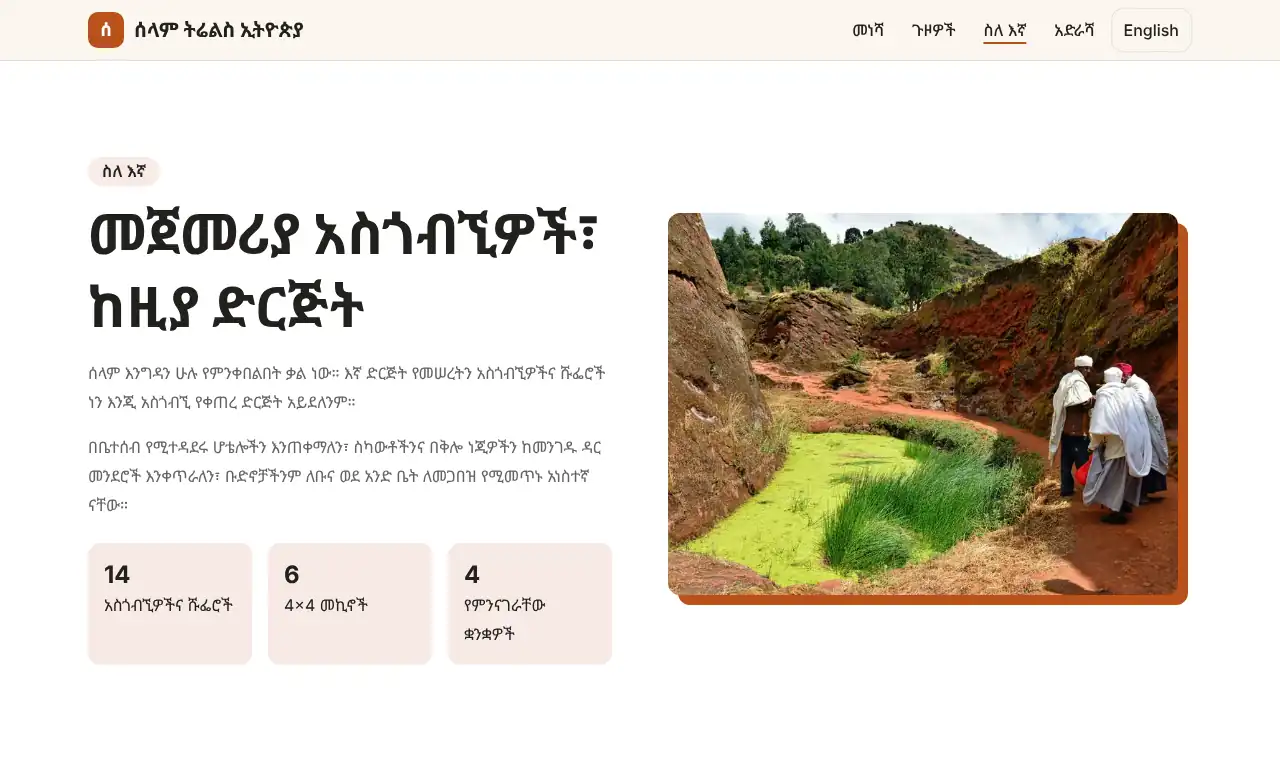 ሰ
ሰላም ትሬልስ ኢትዮጵያ
መነሻ
ጉዞዎች
ስለ እኛ
አድራሻ
English
ስለ እኛ
መጀመሪያ አስጎብኚዎች፣
ከዚያ ድርጅት
ሰላም እንግዳን ሁሉ የምንቀበልበት ቃል ነው። እኛ ድርጅት የመሠረትን አስጎብኚዎችና ሹፌሮች
ነን እንጂ አስጎብኚ የቀጠረ ድርጅት አይደለንም።
በቤተሰብ የሚተዳደሩ ሆቴሎችን እንጠቀማለን፣ ስካውቶችንና በቅሎ ነጂዎችን ከመንገዱ ዳር
መንደሮች እንቀጥራለን፣ ቡድኖቻችንም ለቡና ወደ አንድ ቤት ለመጋበዝ የሚመጥኑ አነስተኛ
ናቸው።
14
አስጎብኚዎችና ሹፌሮች
6
4×4 መኪኖች
4
የምንናገራቸው
ቋንቋዎች